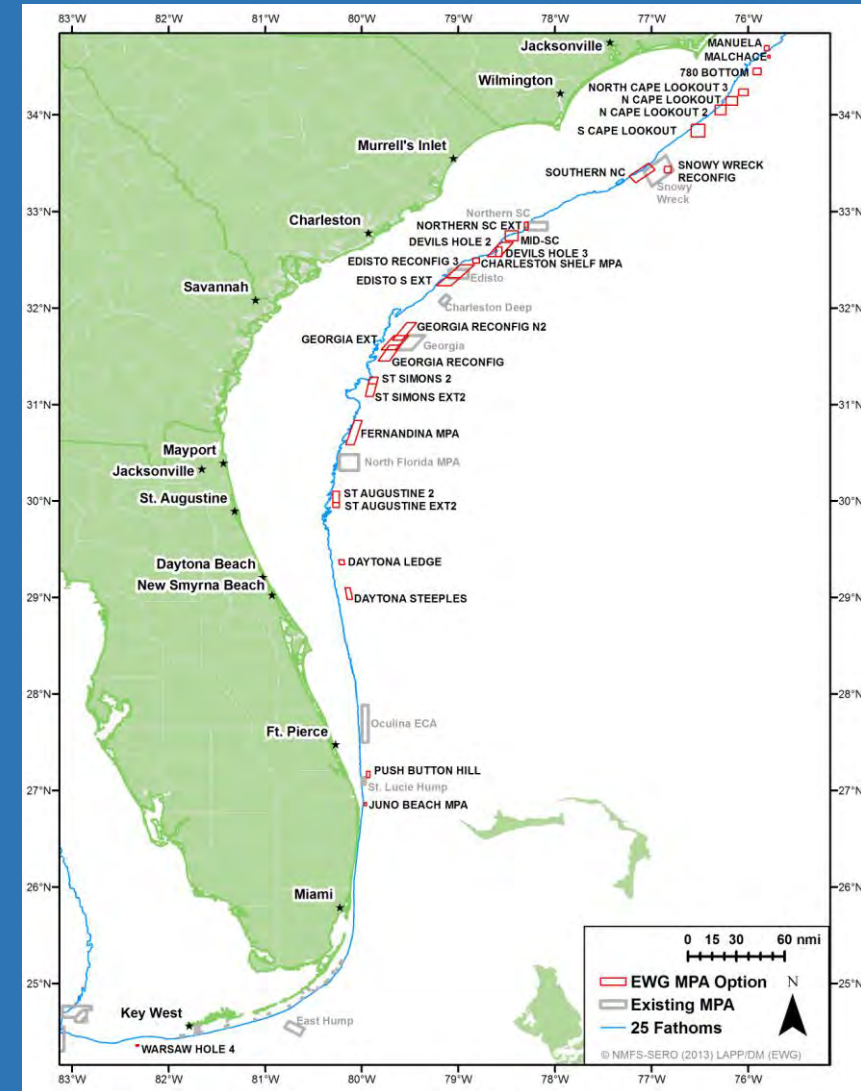 83°W 82°W 81°W 80°W 79°W 78°W 77°W 76°W
Jacksonville
MANUELA
MALCHACE
780 BOTTOM
Wilmington
NORTH CAPE LOOKOUT 3
N CAPE LOOKOUT
34°N 34°N
N CAPE LOOKOUT 2
S CAPE LOOKOUT
Murrell's Inlet
SOUTHERN NC
SNOWY WRECK
RECONFIG
Snowy
Wreck
33°N 33°N
Northern SC
Charleston
NORTHERN SC EXT
DEVILS HOLE 2
MID-SC
DEVILS HOLE 3
EDISTO RECONFIG 3
CHARLESTON SHELF MPA
EDISTO S EXT
Edisto
Savannah
32°N 32°N
Charleston Deep
GEORGIA RECONFIG N2
GEORGIA EXT
Georgia
GEORGIA RECONFIG
ST SIMONS 2
ST SIMONS EXT2
31°N 31°N
FERNANDINA MPA
Mayport
North Florida MPA
Jacksonville
ST AUGUSTINE 2
St. Augustine
30°N 30°N
ST AUGUSTINE EXT2
DAYTONA LEDGE
Daytona Beach
New Smyrna Beach
29°N 29°N
DAYTONA STEEPLES
28°N 28°N
Oculina ECA
Ft. Pierce
PUSH BUTTON HILL
St. Lucie Hump
27°N 27°N
JUNO BEACH MPA
26°N 26°N
Miami
0 15 30 60 nmi
25°N 25°N
EWG MPA Option
N
Existing MPA
Key West
East Hump
25 Fathoms
WARSAW HOLE 4
© NMFS-SERO (2013) LAPP/DM (EWG)
83°W 82°W 81°W 80°W 79°W 78°W 77°W 76°W